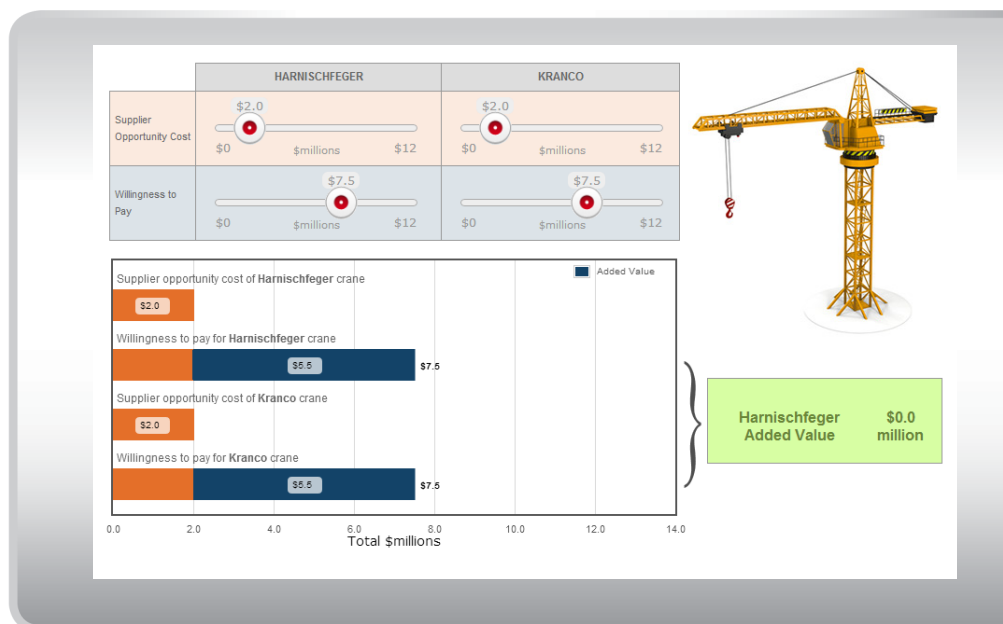 HARNISCHFEGER KRANCO
Supplier
Opportunity Cost
$2.0 $2.0
$0 $millions $12 $0 $millions $12
Willingness to
Pay
$7.5 $7.5
$0 $millions $12 $0 $millions $12
Added Value
Supplier opportunity cost of Harnischfeger crane
$2.0
Willingness to pay for Harnischfeger crane
$5.5 $7.5
Supplier opportunity cost of Kranco crane
$2.0
Willingness to pay for Kranco crane
$5.5 $7.5
0.0 2.0 4.0 6.0 8.0 10.0 12.0 14.0
Total $millions
Harnischfeger $0.0
Added Value million